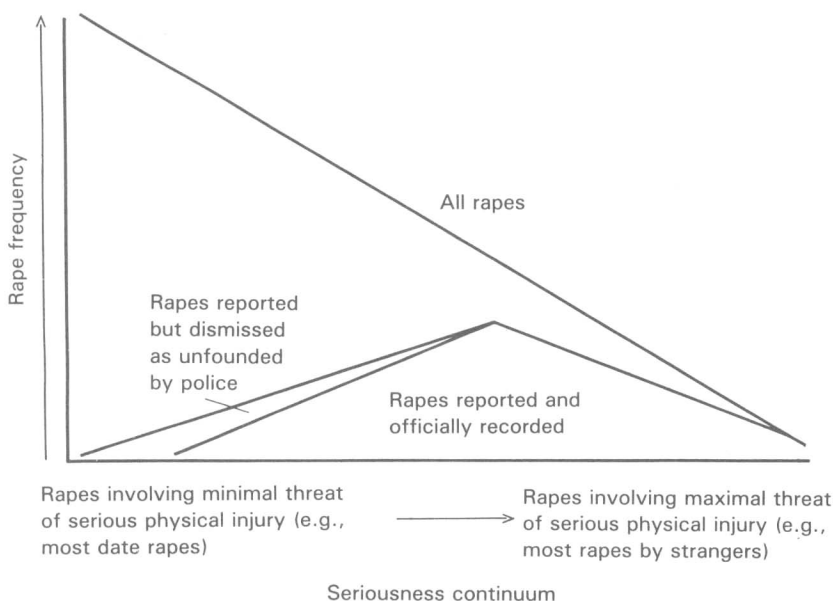 Rape frequency
All rapes
Rapes reported
but dismissed
as unfounded
by police
Rapes reported and
officially recorded
Rapes involving minimal threat
of serious physical injury (e.g.,
most date rapes)
Rapes involving maximal threat
of serious physical injury (e.g.,
most rapes by strangers)
Seriousness continuum